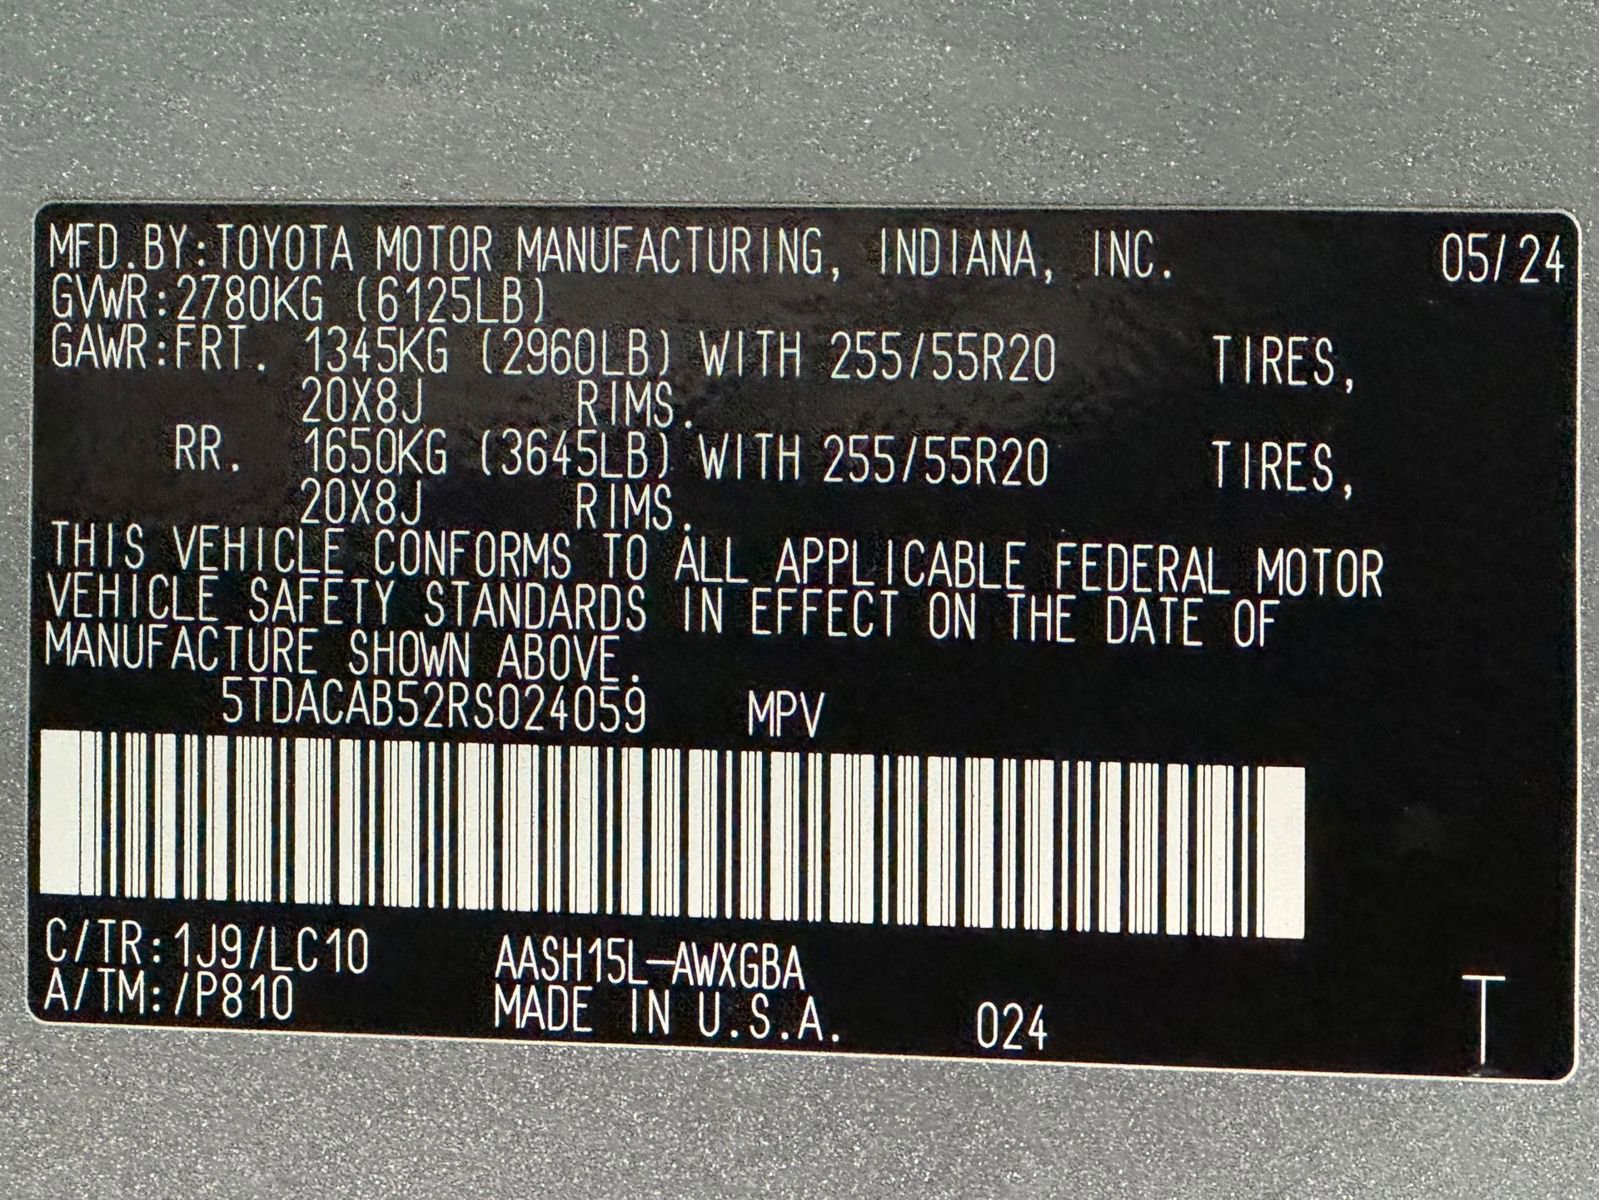 MFD.BY:TOYOTA MOTOR MANUFACTURING, INDIANA, INC. 05/24
GVWR:2780KG (6125LB)
GAWR:FRT. 1345KG (2960LB) WITH 255/55R20 TIRES,
20X8J RIMS.
RR. 1650KG (3645LB) WITH 255/55R20 TIRES,
20X8J RIMS.
THIS VEHICLE CONFORMS TO ALL APPLICABLE FEDERAL MOTOR
VEHICLE SAFETY STANDARDS IN EFFECT ON THE DATE OF
MANUFACTURE SHOWN ABOVE.
5TDACAB52RS024059 MPV
C/TR:1J9/LC10 AASH15L-AWXGBA
A/TM:/P810 MADE IN U.S.A. 024 T